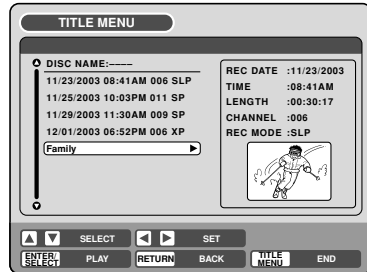 TITLE MENU
DISC NAME:----
11/23/2003 08:41AM 006 SLP
11/25/2003 10:03PM 011 SP
11/29/2003 11:30AM 009 SP
12/01/2003 06:52PM 006 XP
Family
REC DATE :11/23/2003
TIME :08:41AM
LENGTH :00:30:17
CHANNEL :006
REC MODE :SLP
SELECT SET
ENTER/SELECT PLAY RETURN BACK TITLE MENU END